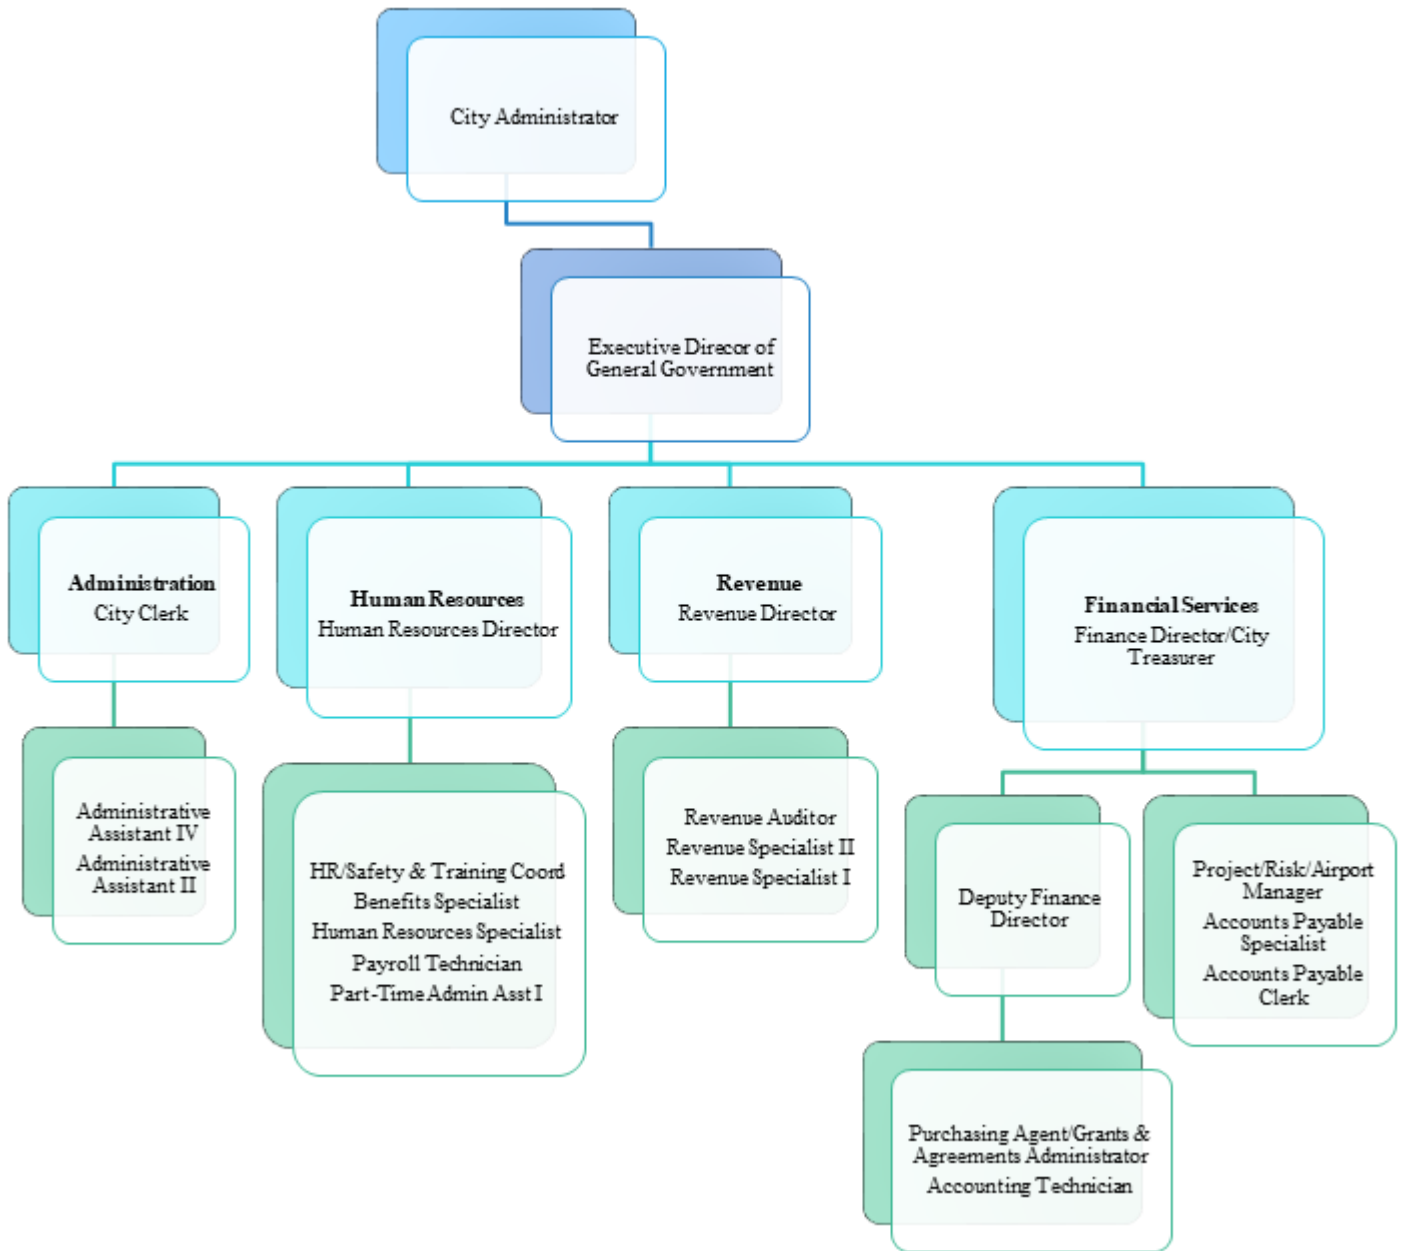 City Administrator
Executive Direcor of
General Government
Administration
City Clerk
Human Resources
Human Resources Director
Revenue
Revenue Director
Financial Services
Finance Director/City
Treasurer
Administrative
Assistant IV
Administrative
Assistant II
HR/Safety & Training Coord
Benefits Specialist
Human Resources Specialist
Payroll Technician
Part-Time Admin Asst I
Revenue Auditor
Revenue Specialist II
Revenue Specialist I
Deputy Finance
Director
Project/Risk/Airport
Manager
Accounts Payable
Specialist
Accounts Payable
Clerk
Purchasing Agent/Grants &
Agreements Administrator
Accounting Technician